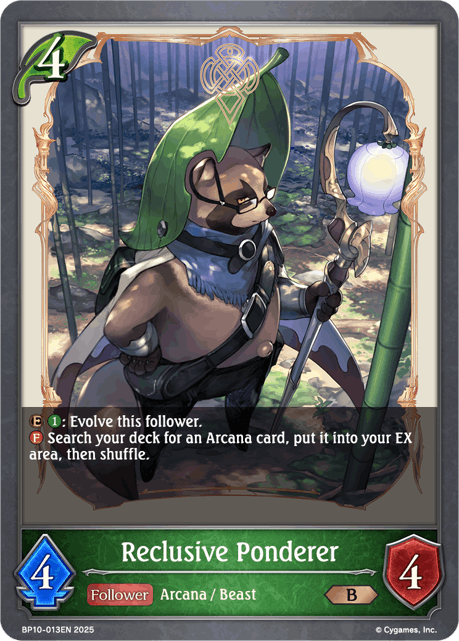 4
E 1: Evolve this follower.
F Search your deck for an Arcana card, put it into your EX
area, then shuffle.
Reclusive Ponderer
4
Follower Arcana / Beast
B
4
BP10-013EN 2025
© Cygames, Inc.